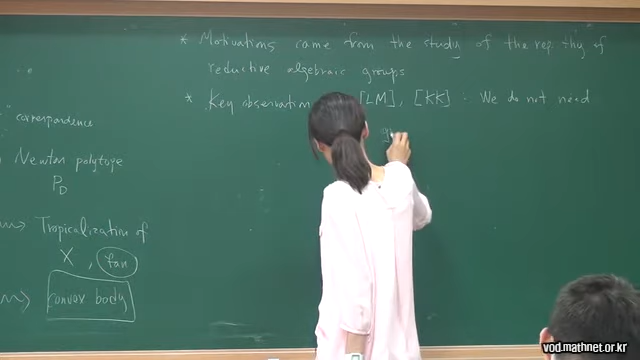 * Motivations came from the study of the rep. thy of
reductive algebraic groups
* Key observation [LM], [KK] : We do not need
" correspondence
Newton polytope
P_D
Tropicalization of
X , fan
convex body
vod.mathnet.or.kr